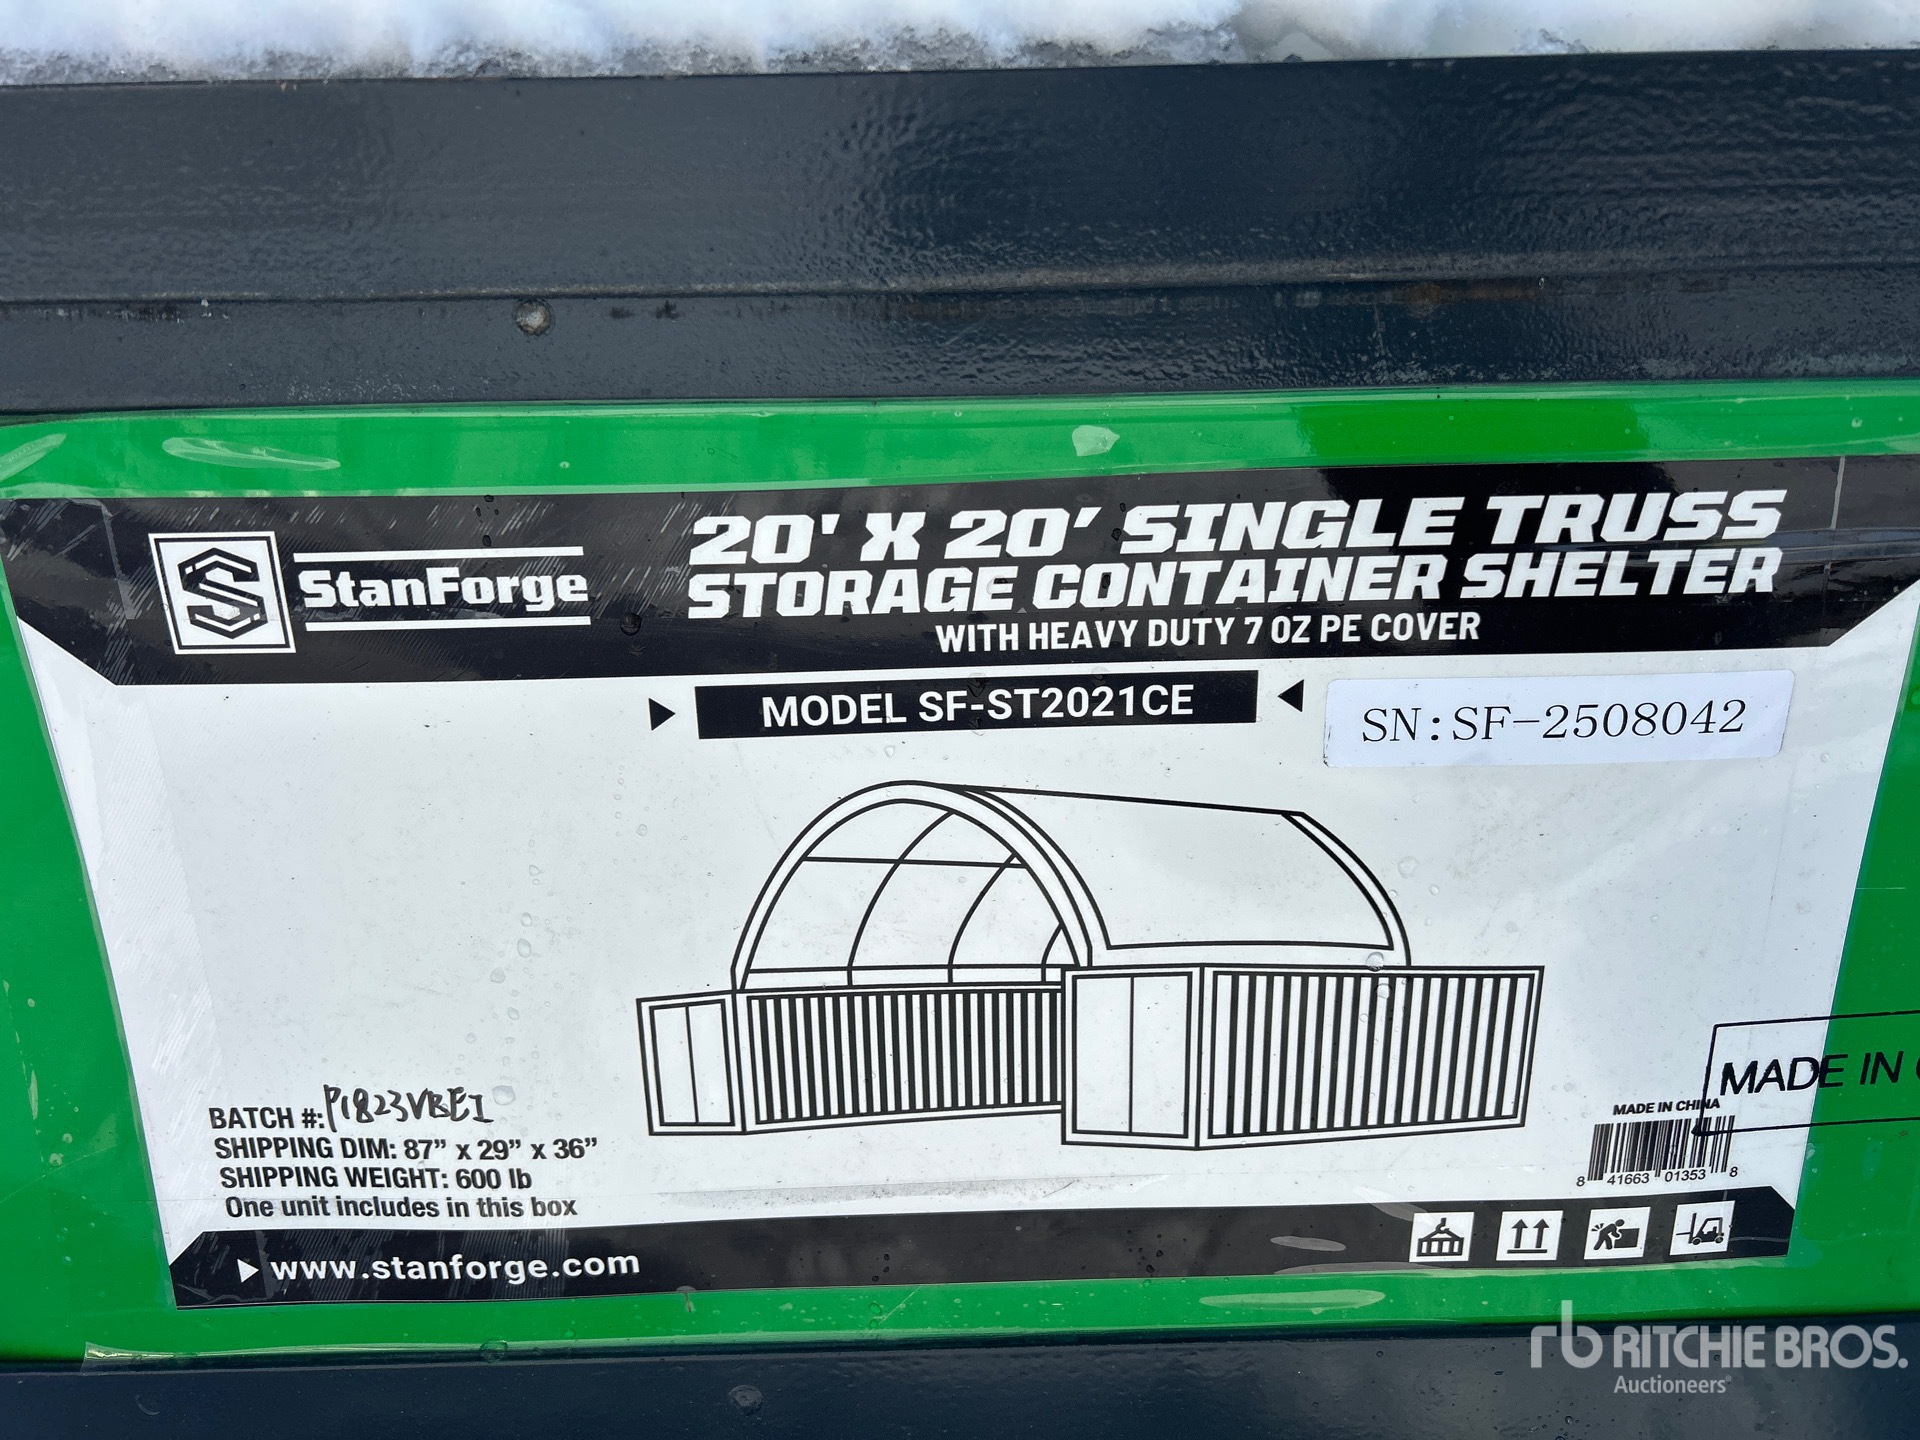 StanForge
20' X 20' SINGLE TRUSS
STORAGE CONTAINER SHELTER
WITH HEAVY DUTY 7 OZ PE COVER
MODEL SF-ST2021CE
SN:SF-2508042
BATCH #:
SHIPPING DIM: 87” x 29” x 36”
SHIPPING WEIGHT: 600 lb
One unit includes in this box
www.stanforge.com
MADE IN
MADE IN CHINA
8 41663 01353 8
rb RITCHIE BROS.
Auctioneers